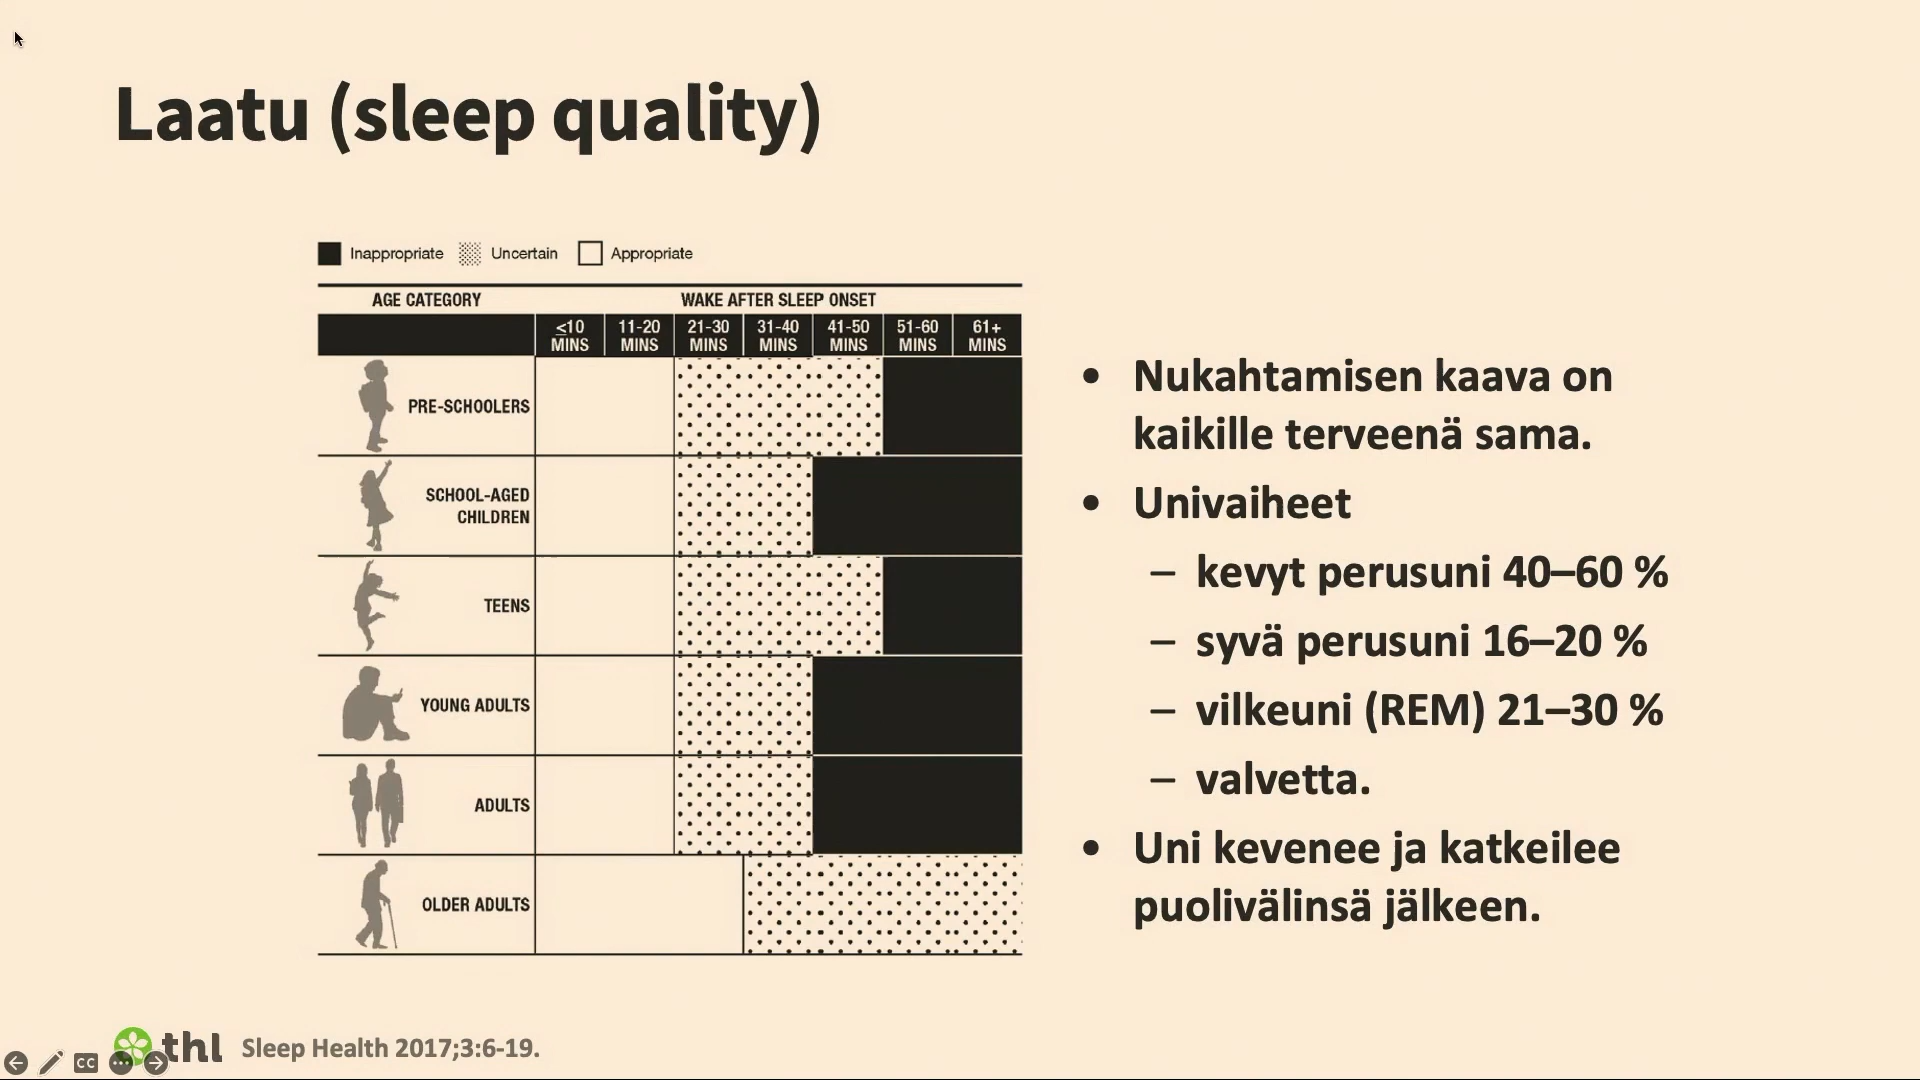 Laatu (sleep quality)
Inappropriate Uncertain Appropriate
AGE CATEGORY WAKE AFTER SLEEP ONSET
≤10 MINS 11-20 MINS 21-30 MINS 31-40 MINS 41-50 MINS 51-60 MINS 61+ MINS
PRE-SCHOOLERS
SCHOOL-AGED
CHILDREN
TEENS
YOUNG ADULTS
ADULTS
OLDER ADULTS
• Nukahtamisen kaava on
kaikille terveenä sama.
• Univaiheet
– kevyt perusuni 40–60 %
– syvä perusuni 16–20 %
– vilkeuni (REM) 21–30 %
– valvetta.
• Uni kevenee ja katkeilee
puolivälinsä jälkeen.
thl Sleep Health 2017;3:6-19.
CC